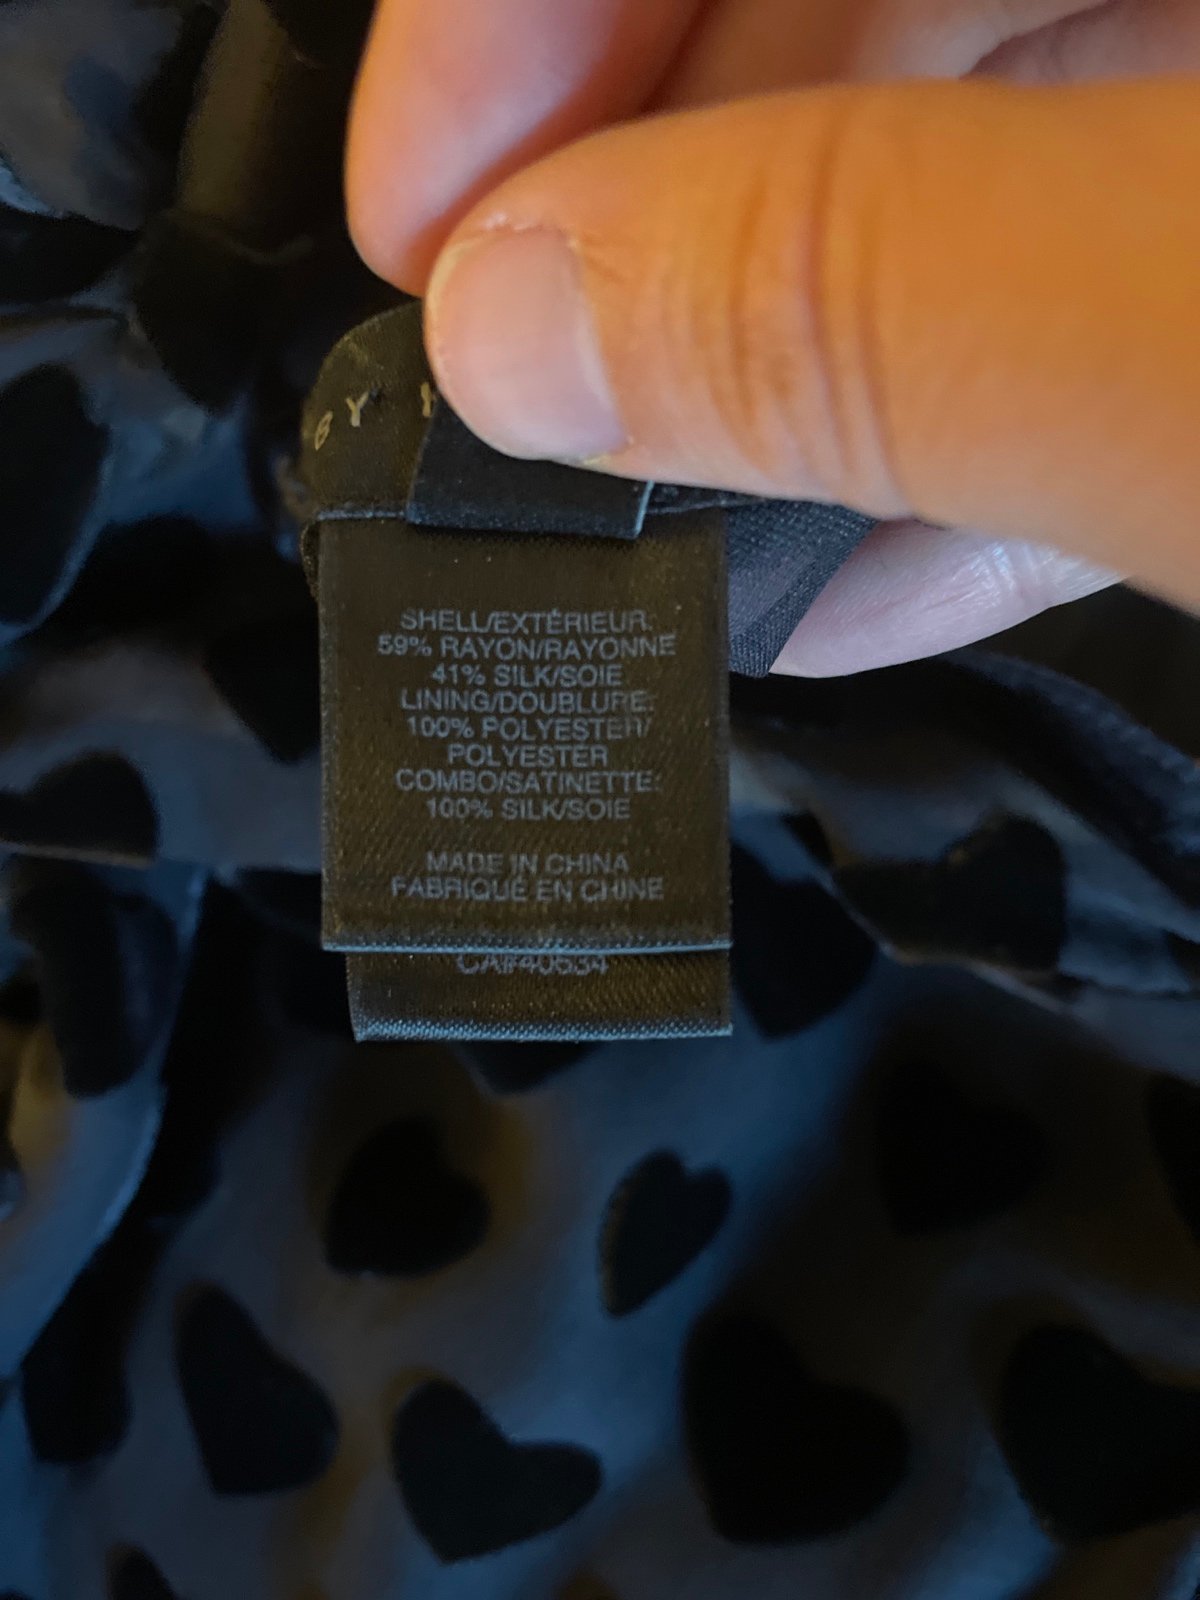 BY
SHELL/EXTÉRIEUR:
59% RAYON/RAYONNE
41% SILK/SOIE
LINING/DOUBLURE:
100% POLYESTER/
POLYESTER
COMBO/SATINETTE:
100% SILK/SOIE
MADE IN CHINA
FABRIQUÉ EN CHINE
CA#40534